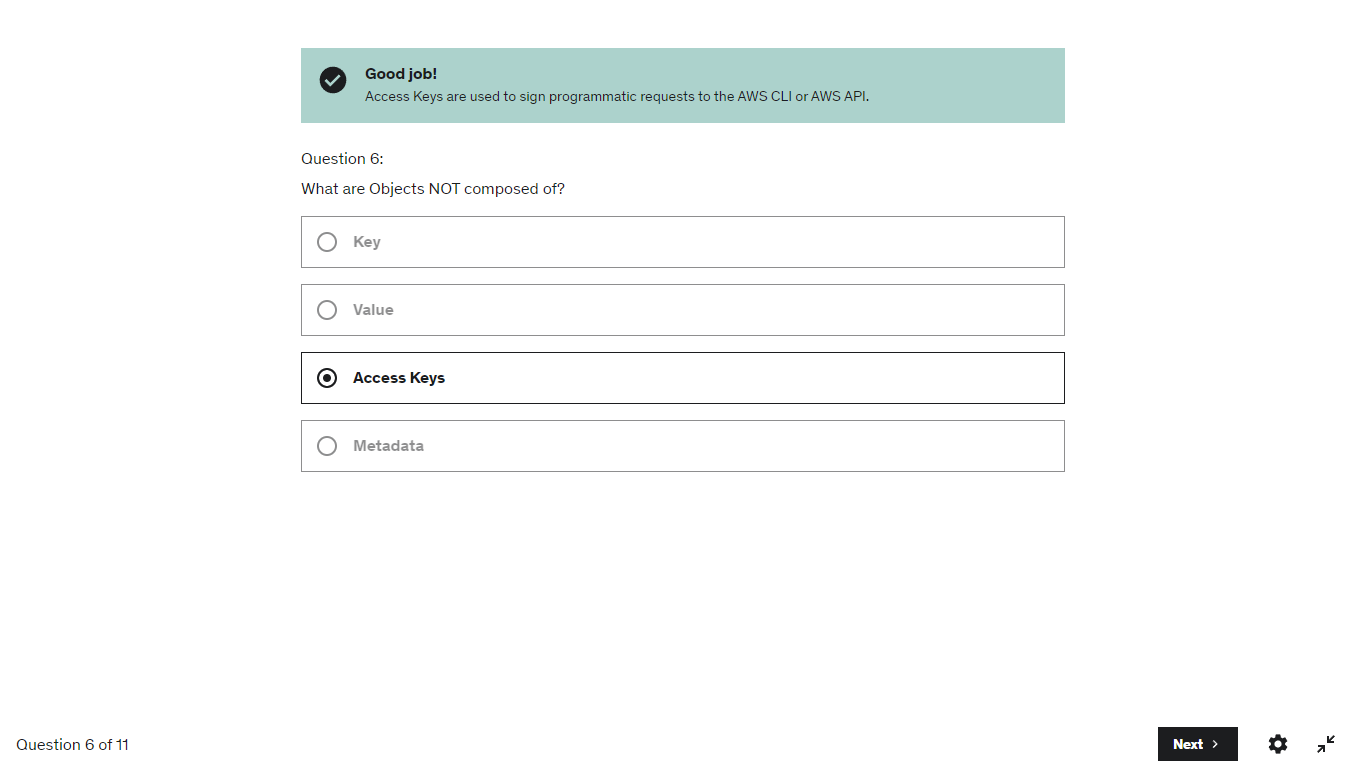 Good job!
Access Keys are used to sign programmatic requests to the AWS CLI or AWS API.
Question 6:
What are Objects NOT composed of?
Key
Value
Access Keys
Metadata
Question 6 of 11
Next